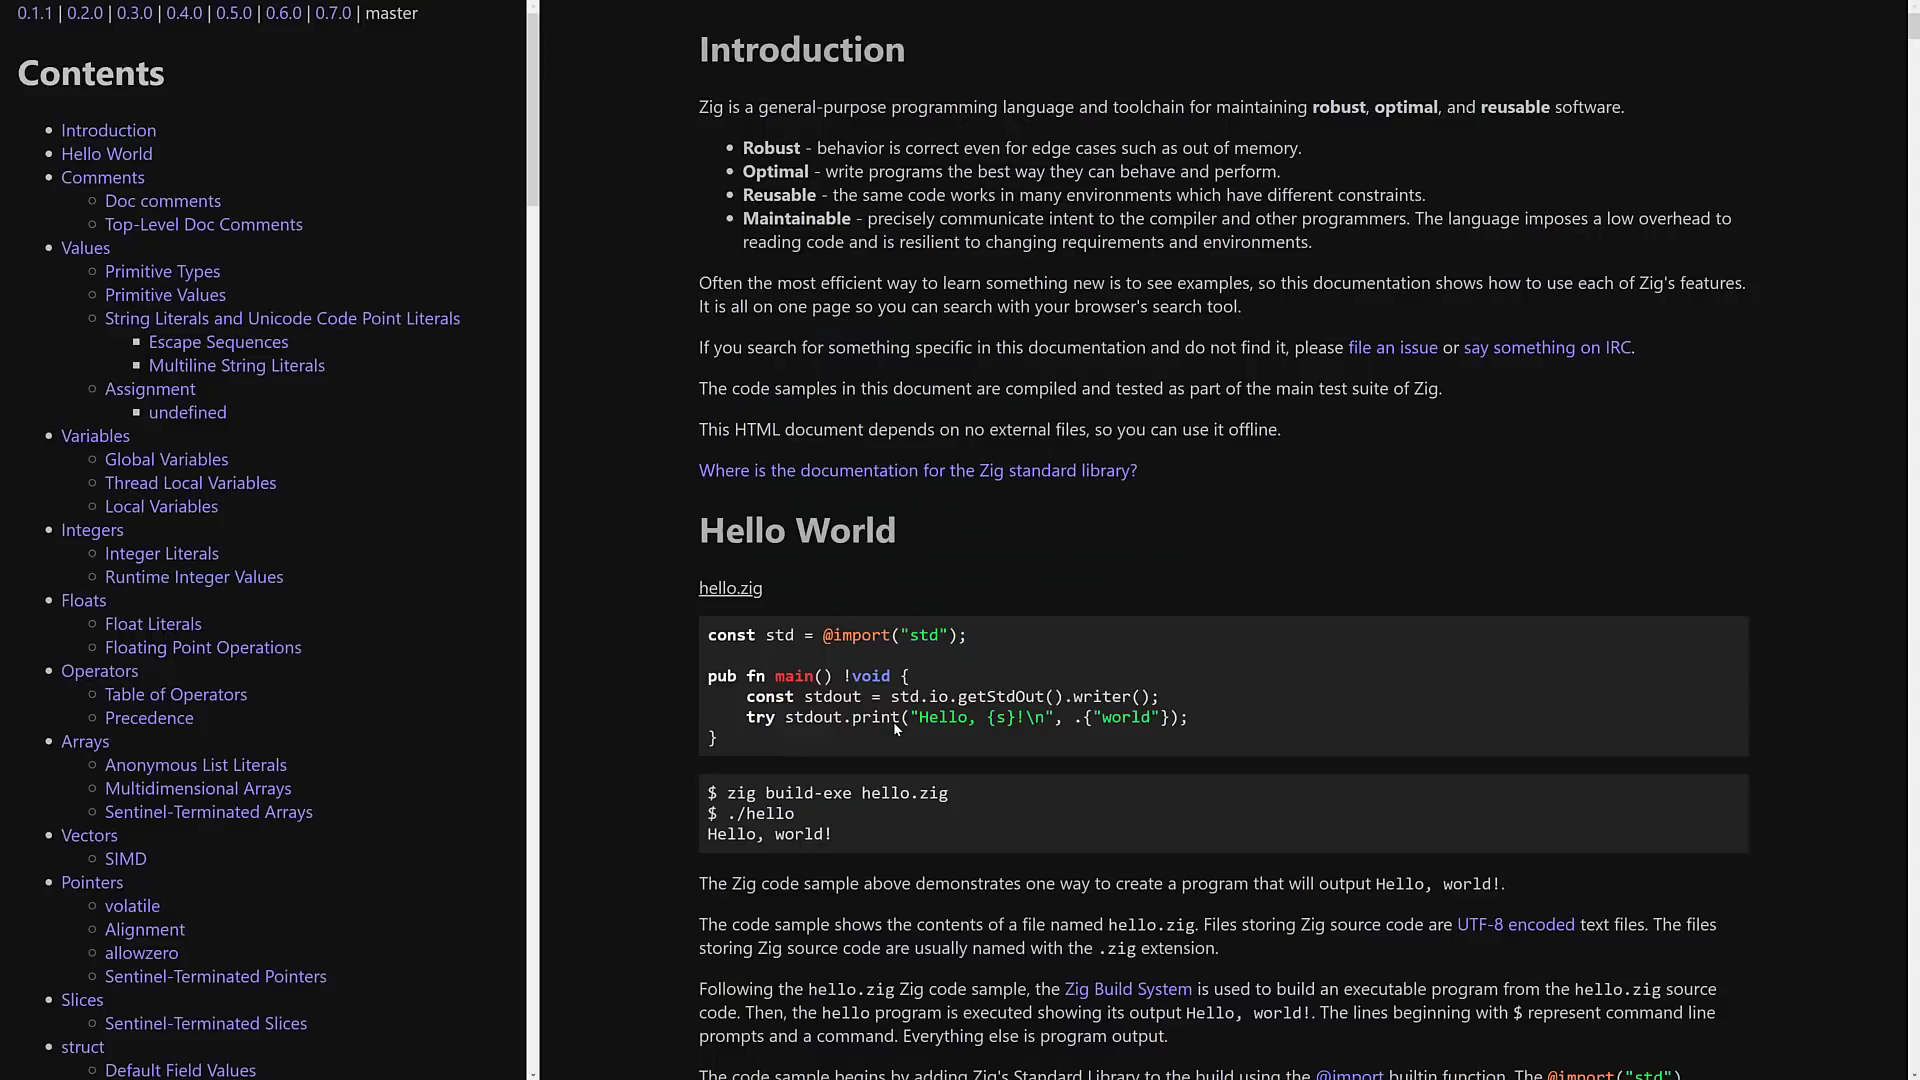 0.1.1 | 0.2.0 | 0.3.0 | 0.4.0 | 0.5.0 | 0.6.0 | 0.7.0 | master
Contents
Introduction
Hello World
Comments
Doc comments
Top-Level Doc Comments
Values
Primitive Types
Primitive Values
String Literals and Unicode Code Point Literals
Escape Sequences
Multiline String Literals
Assignment
undefined
Variables
Global Variables
Thread Local Variables
Local Variables
Integers
Integer Literals
Runtime Integer Values
Floats
Float Literals
Floating Point Operations
Operators
Table of Operators
Precedence
Arrays
Anonymous List Literals
Multidimensional Arrays
Sentinel-Terminated Arrays
Vectors
SIMD
Pointers
volatile
Alignment
allowzero
Sentinel-Terminated Pointers
Slices
Sentinel-Terminated Slices
struct
Default Field Values
Introduction
Zig is a general-purpose programming language and toolchain for maintaining robust, optimal, and reusable software.
Robust - behavior is correct even for edge cases such as out of memory.
Optimal - write programs the best way they can behave and perform.
Reusable - the same code works in many environments which have different constraints.
Maintainable - precisely communicate intent to the compiler and other programmers. The language imposes a low overhead to
reading code and is resilient to changing requirements and environments.
Often the most efficient way to learn something new is to see examples, so this documentation shows how to use each of Zig's features.
It is all on one page so you can search with your browser's search tool.
If you search for something specific in this documentation and do not find it, please file an issue or say something on IRC.
The code samples in this document are compiled and tested as part of the main test suite of Zig.
This HTML document depends on no external files, so you can use it offline.
Where is the documentation for the Zig standard library?
Hello World
hello.zig
const std = @import("std");
pub fn main() !void {
    const stdout = std.io.getStdOut().writer();
    try stdout.print("Hello, {s}!\n", .{"world"});
}
$ zig build-exe hello.zig
$ ./hello
Hello, world!
The Zig code sample above demonstrates one way to create a program that will output Hello, world!.
The code sample shows the contents of a file named hello.zig. Files storing Zig source code are UTF-8 encoded text files. The files
storing Zig source code are usually named with the .zig extension.
Following the hello.zig Zig code sample, the Zig Build System is used to build an executable program from the hello.zig source
code. Then, the hello program is executed showing its output Hello, world!. The lines beginning with $ represent command line
prompts and a command. Everything else is program output.
The code sample begins by adding Zig's Standard Library to the build using the @import builtin function. The @import("std")